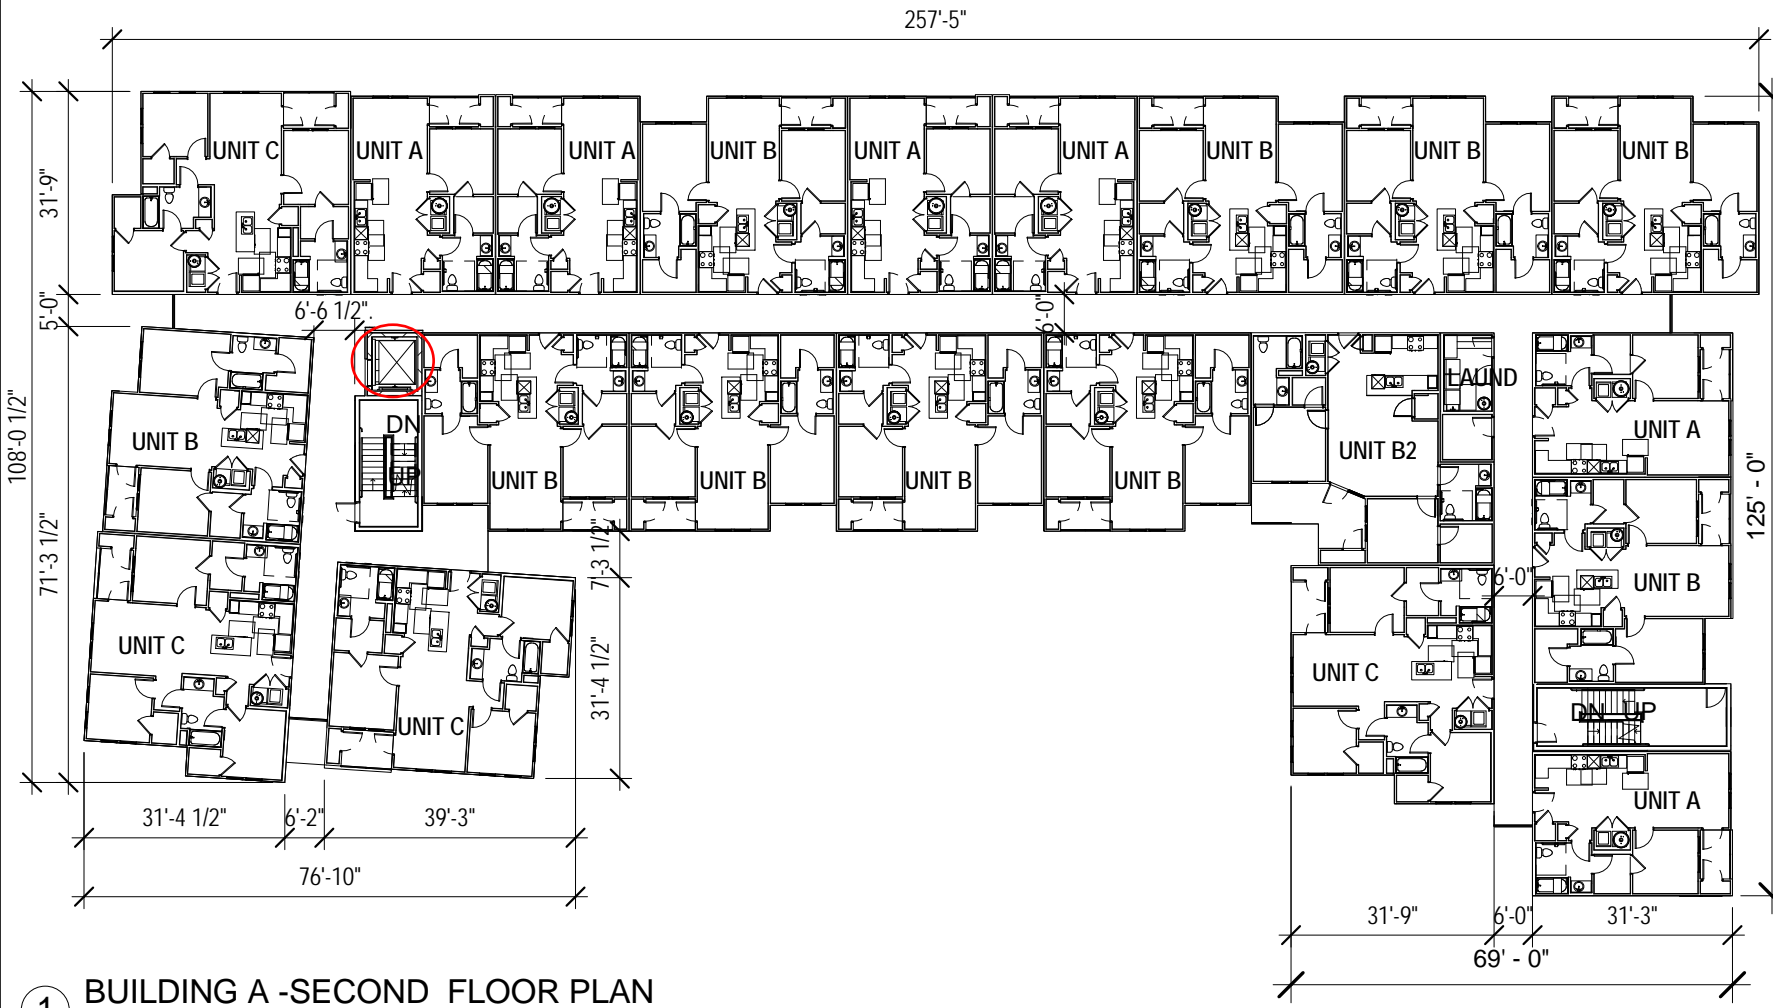 257'-5"
UNIT C
UNIT A
UNIT A
UNIT B
UNIT A
UNIT A
UNIT B
UNIT B
UNIT B
31'-9"
5'-0"
6'-6 1/2".
6'-0"
108'-0 1/2"
71'-3 1/2"
DN
UP
LAUND
UNIT B
UNIT B
UNIT B
UNIT B
UNIT B
UNIT B2
UNIT A
125' - 0"
7'-3 1/2"
6'-0"
UNIT B
UNIT C
UNIT C
31'-4 1/2"
UNIT C
DN UP
UNIT A
31'-4 1/2"
6'-2"
39'-3"
76'-10"
31'-9"
6'-0"
31'-3"
69' - 0"
1
BUILDING A -SECOND FLOOR PLAN